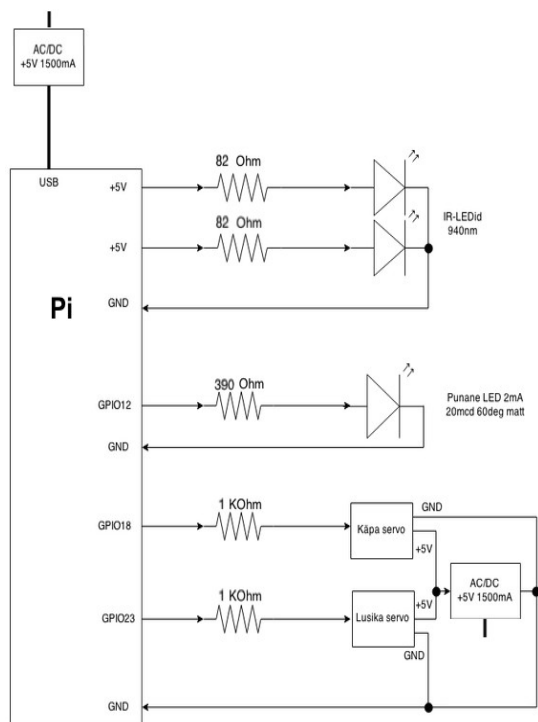 AC/DC
+5V 1500mA
USB
+5V
82 Ohm
+5V
82 Ohm
IR-LEDid
940nm
Pi
GND
GPIO12
390 Ohm
Punane LED 2mA
20mcd 60deg matt
GND
GPIO18
1 KOhm
Käpa servo
GND
+5V
AC/DC
+5V 1500mA
GPIO23
1 KOhm
Lusika servo
+5V
GND
GND